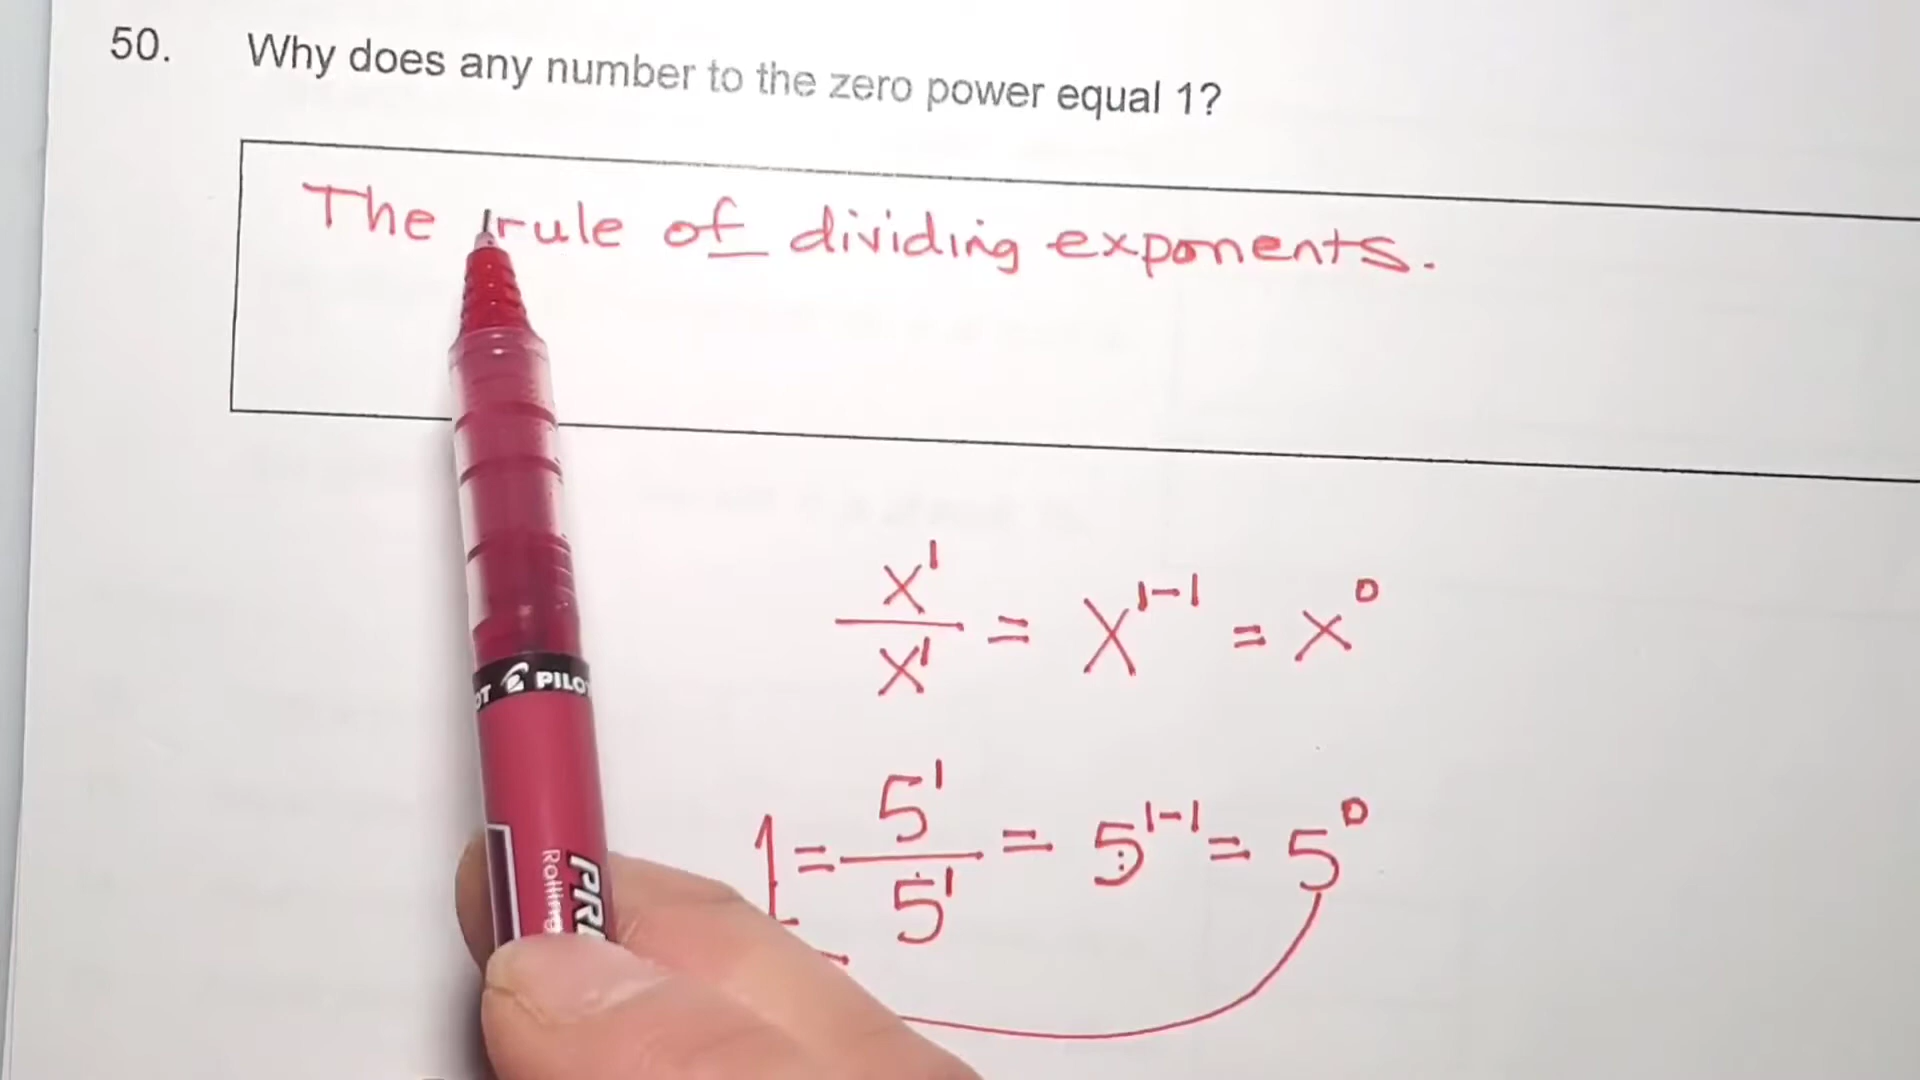 50. Why does any number to the zero power equal 1?
The rule of dividing exponents.
x¹/x¹ = x¹⁻¹ = x⁰
1 = 5¹/5¹ = 5¹⁻¹ = 5⁰
PILOT
Rolling